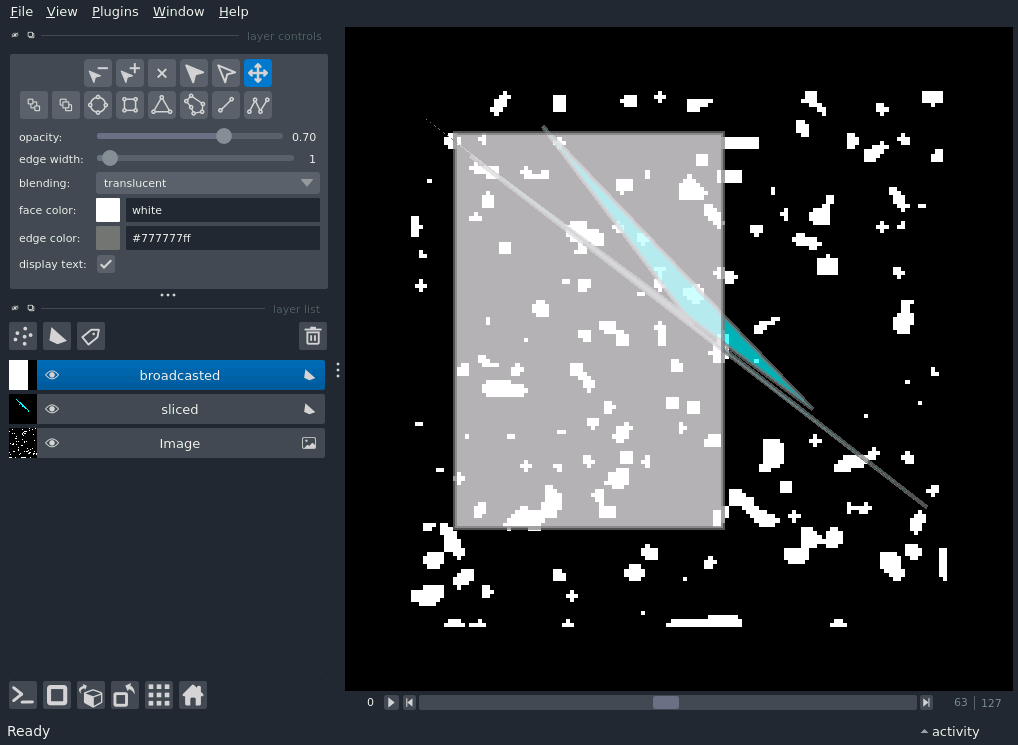 File View Plugins Window Help
layer controls
opacity: 0.70
edge width: 1
blending: translucent
face color: white
edge color: #777777ff
display text:
layer list
broadcasted
sliced
Image
0 63 127
Ready activity